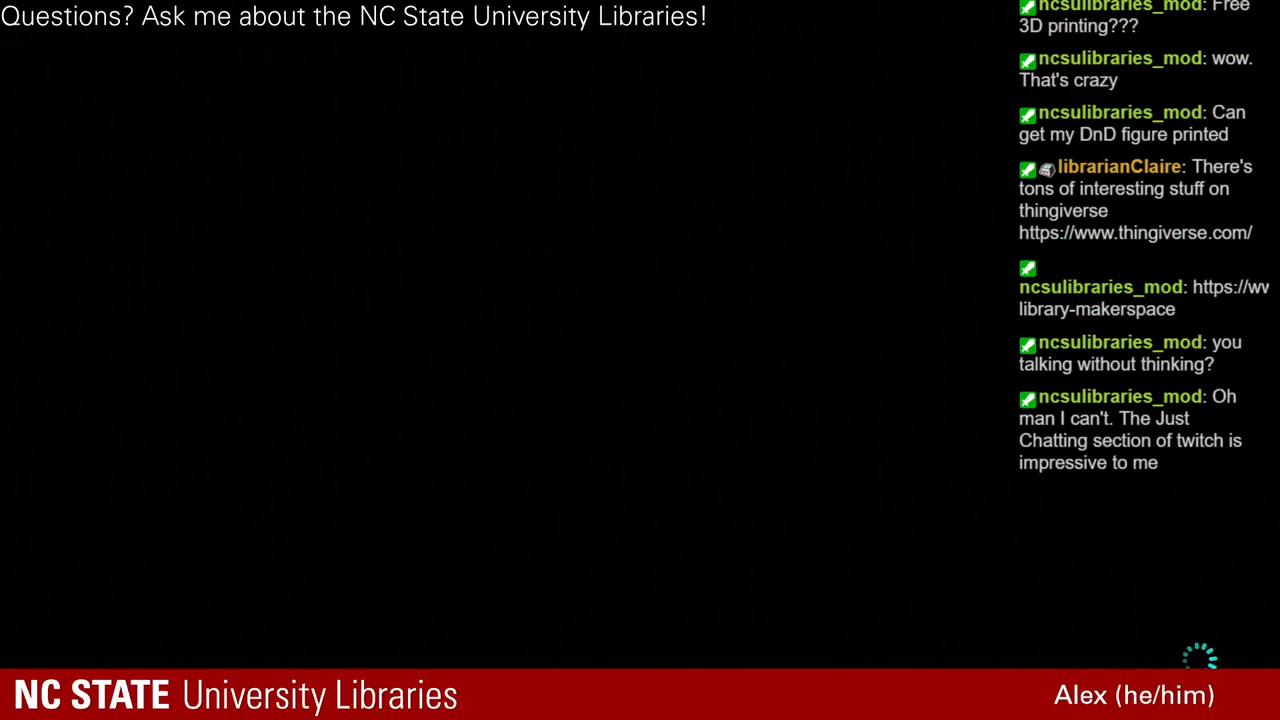 Questions? Ask me about the NC State University Libraries!
ncsulibraries_mod: Free
3D printing???
ncsulibraries_mod: wow.
That's crazy
ncsulibraries_mod: Can
get my DnD figure printed
librarianClaire: There's
tons of interesting stuff on
thingiverse
https://www.thingiverse.com/
ncsulibraries_mod: https://ww
library-makerspace
ncsulibraries_mod: you
talking without thinking?
ncsulibraries_mod: Oh
man I can't. The Just
Chatting section of twitch is
impressive to me
NC STATE University Libraries
Alex (he/him)